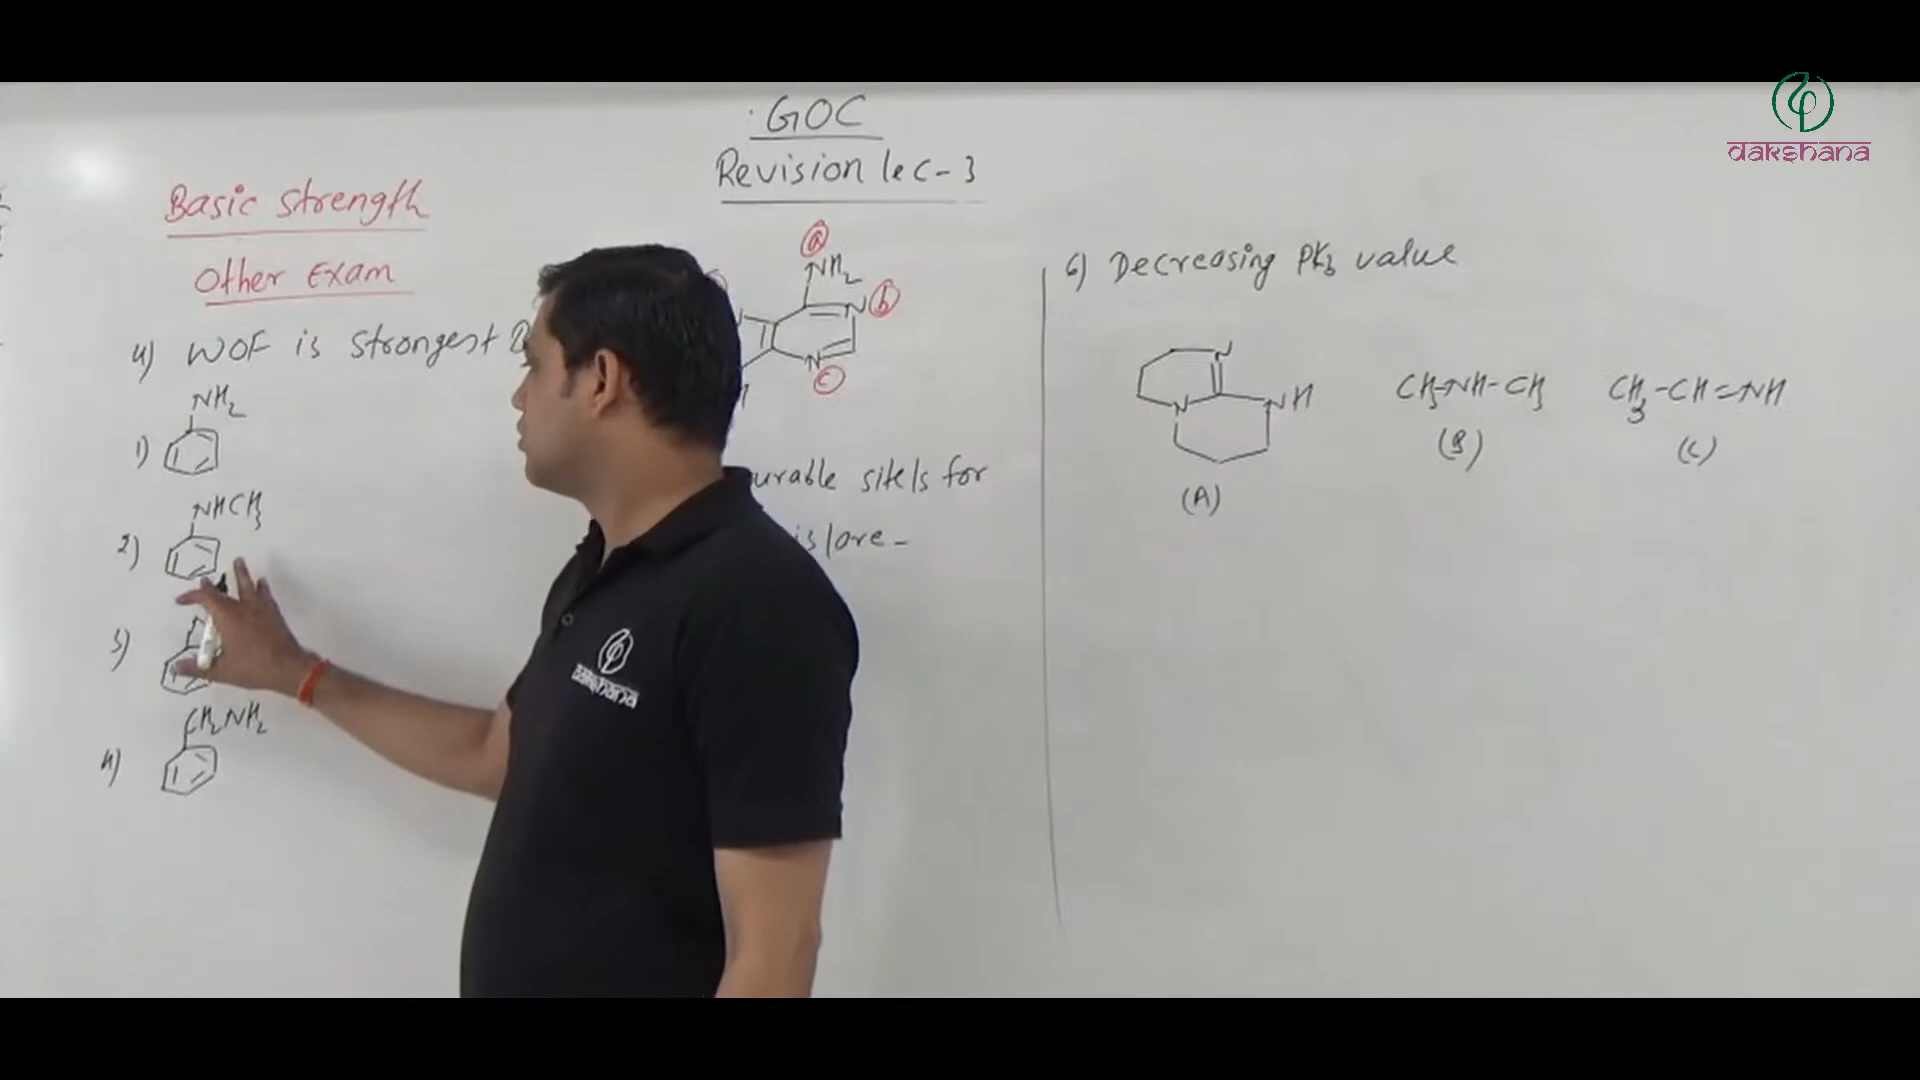 dakshana
GOC
Revision lec-3
Basic Strength
Other Exam
4) WOF is strongest
1)
NH2
2)
NHCH3
3)
4)
CH2NH2
a
NH2
N b
N c
urable site/s for
is/are -
dakshana
6) Decreasing PKb value
N
N
NH
(A)
CH3-NH-CH3
(B)
CH3-CH=NH
(C)